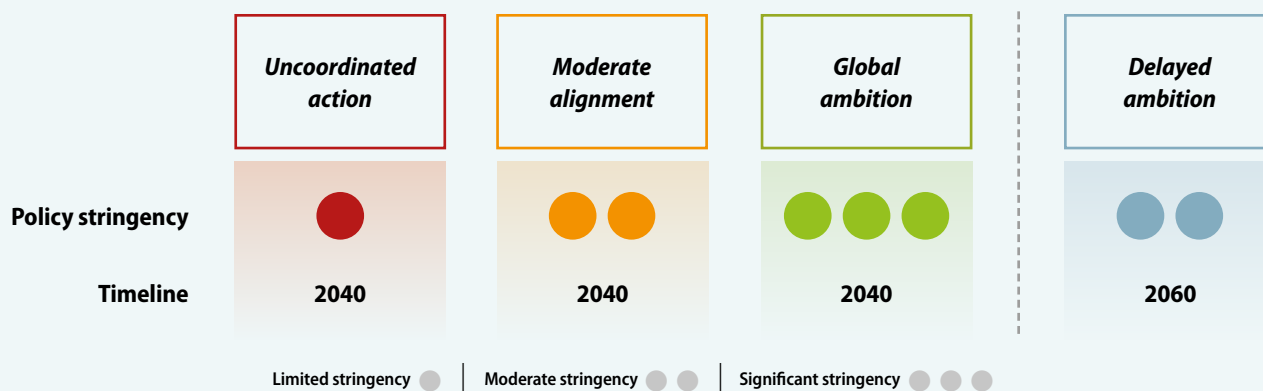 Uncoordinated
action
Moderate
alignment
Global
ambition
Delayed
ambition
Policy stringency
Timeline 2040 2040 2040 2060
Limited stringency Moderate stringency Significant stringency